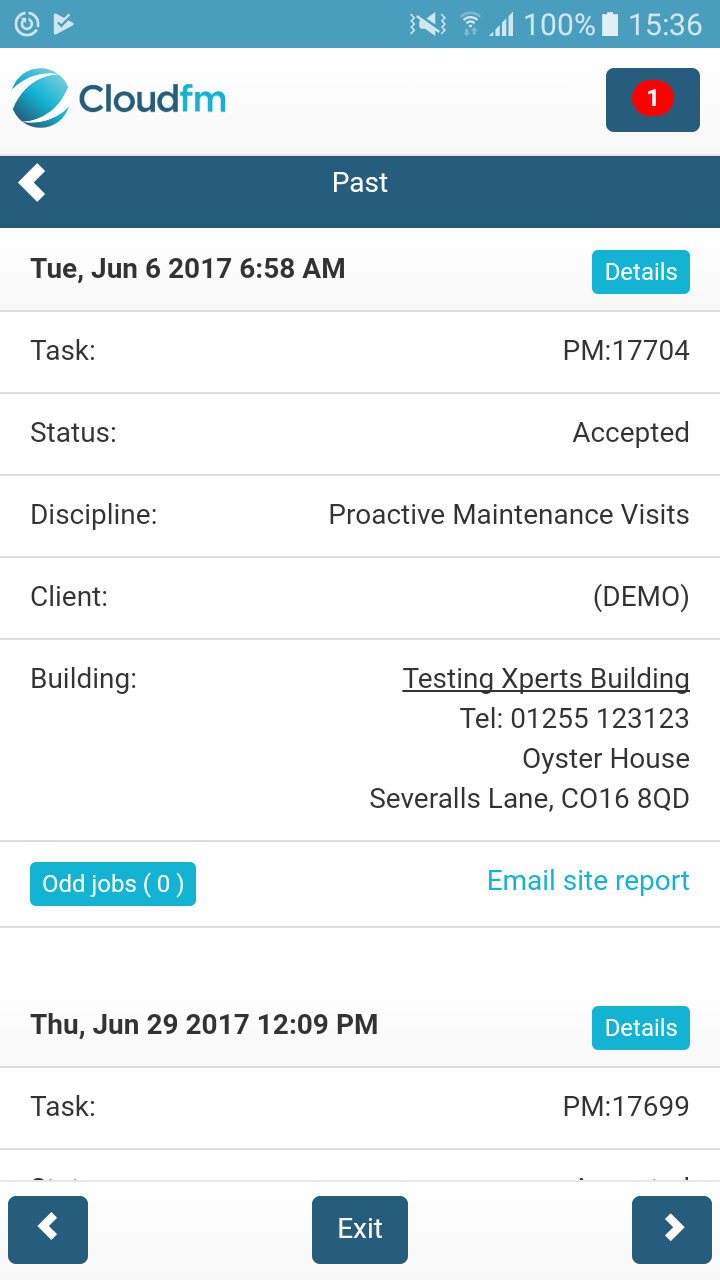 100% 15:36
Cloudfm
1
Past
Tue, Jun 6 2017 6:58 AM Details
Task: PM:17704
Status: Accepted
Discipline: Proactive Maintenance Visits
Client: (DEMO)
Building: Testing Xperts Building
Tel: 01255 123123
Oyster House
Severalls Lane, CO16 8QD
Odd jobs ( 0 ) Email site report
Thu, Jun 29 2017 12:09 PM Details
Task: PM:17699
Exit